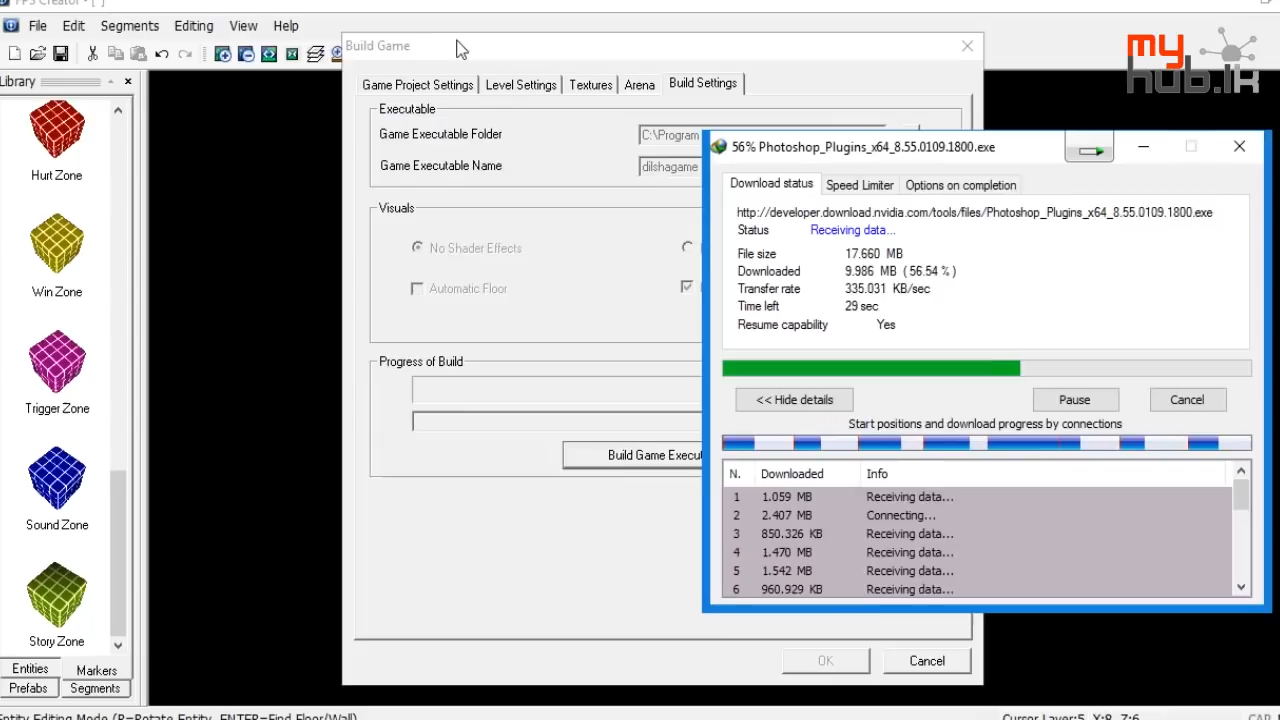 FPS Creator - [ ]
File Edit Segments Editing View Help
Library
Hurt Zone
Win Zone
Trigger Zone
Sound Zone
Story Zone
Entities Markers
Prefabs Segments
Entity Editing Mode (R=Rotate Entity, ENTER=Find Floor/Wall)
Cursor Layer:5, X:8, Z:6
CAP
Build Game
Game Project Settings Level Settings Textures Arena Build Settings
Executable
Game Executable Folder C:\Program
Game Executable Name dilshagame
Visuals
No Shader Effects
Automatic Floor
Progress of Build
Build Game Execu
OK Cancel
my
hub.lk
56% Photoshop_Plugins_x64_8.55.0109.1800.exe
Download status Speed Limiter Options on completion
http://developer.download.nvidia.com/tools/files/Photoshop_Plugins_x64_8.55.0109.1800.exe
Status Receiving data...
File size 17.660 MB
Downloaded 9.986 MB ( 56.54 % )
Transfer rate 335.031 KB/sec
Time left 29 sec
Resume capability Yes
<< Hide details Pause Cancel
Start positions and download progress by connections
N. Downloaded Info
1 1.059 MB Receiving data...
2 2.407 MB Connecting...
3 850.326 KB Receiving data...
4 1.470 MB Receiving data...
5 1.542 MB Receiving data...
6 960.929 KB Receiving data...